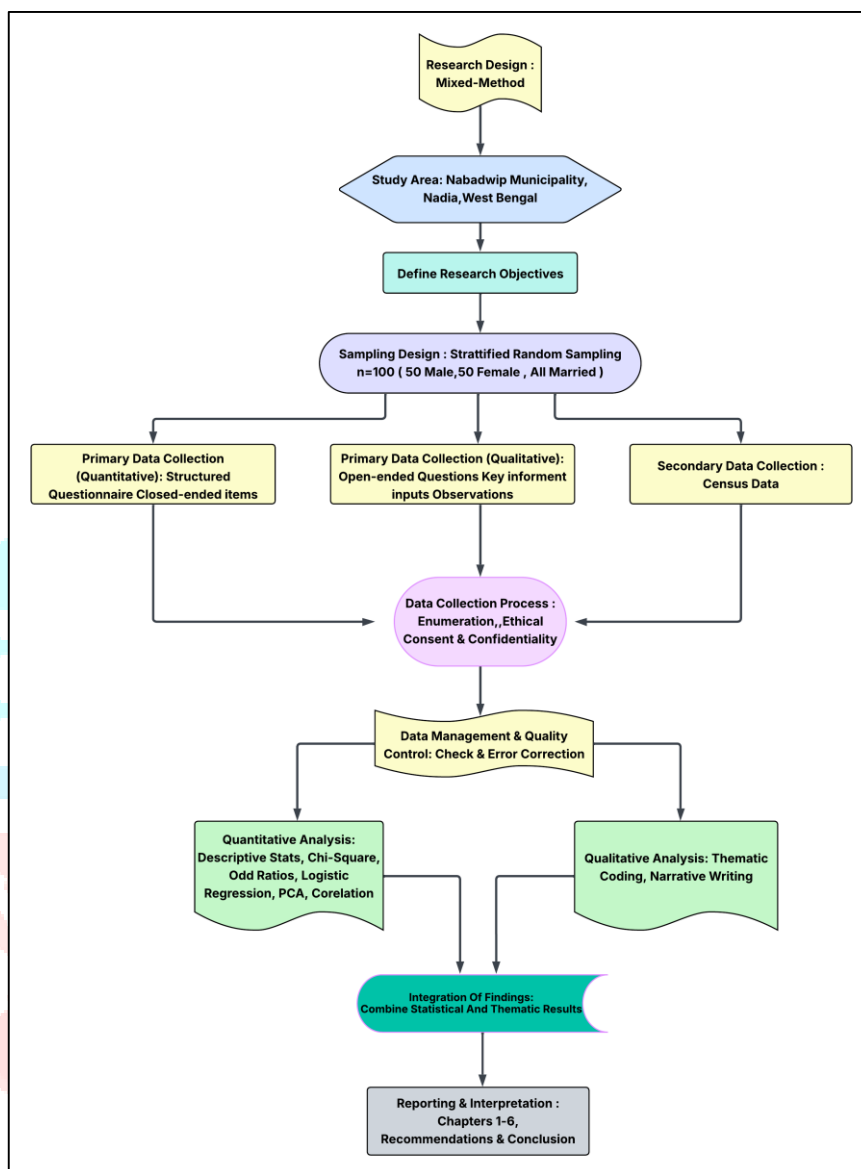 Research Design :
Mixed-Method
Study Area: Nabadwip Municipality,
Nadia,West Bengal
Define Research Objectives
Sampling Design : Strattified Random Sampling
n=100 ( 50 Male,50 Female , All Married )
Primary Data Collection
(Quantitative): Structured
Questionnaire Closed-ended items
Primary Data Collection (Qualitative):
Open-ended Questions Key informent
inputs Observations
Secondary Data Collection :
Census Data
Data Collection Process :
Enumeration,,Ethical
Consent & Confidentiality
Data Management & Quality
Control: Check & Error Correction
Quantitative Analysis:
Descriptive Stats, Chi-Square,
Odd Ratios, Logistic
Regression, PCA, Corelation
Qualitative Analysis: Thematic
Coding, Narrative Writing
Integration Of Findings:
Combine Statistical And Thematic Results
Reporting & Interpretation :
Chapters 1-6,
Recommendations & Conclusion